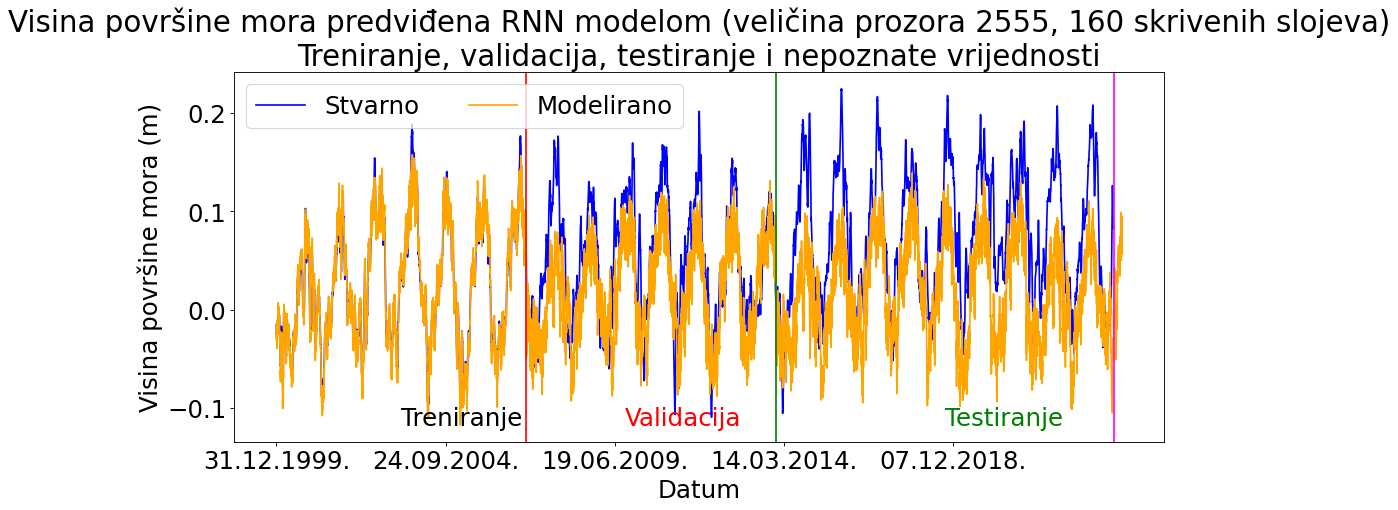 Visina površine mora predviđena RNN modelom (veličina prozora 2555, 160 skrivenih slojeva)
Treniranje, validacija, testiranje i nepoznate vrijednosti
Stvarno Modelirano
Visina površine mora (m)
0.2
0.1
0.0
−0.1
Treniranje Validacija Testiranje
31.12.1999. 24.09.2004. 19.06.2009. 14.03.2014. 07.12.2018.
Datum